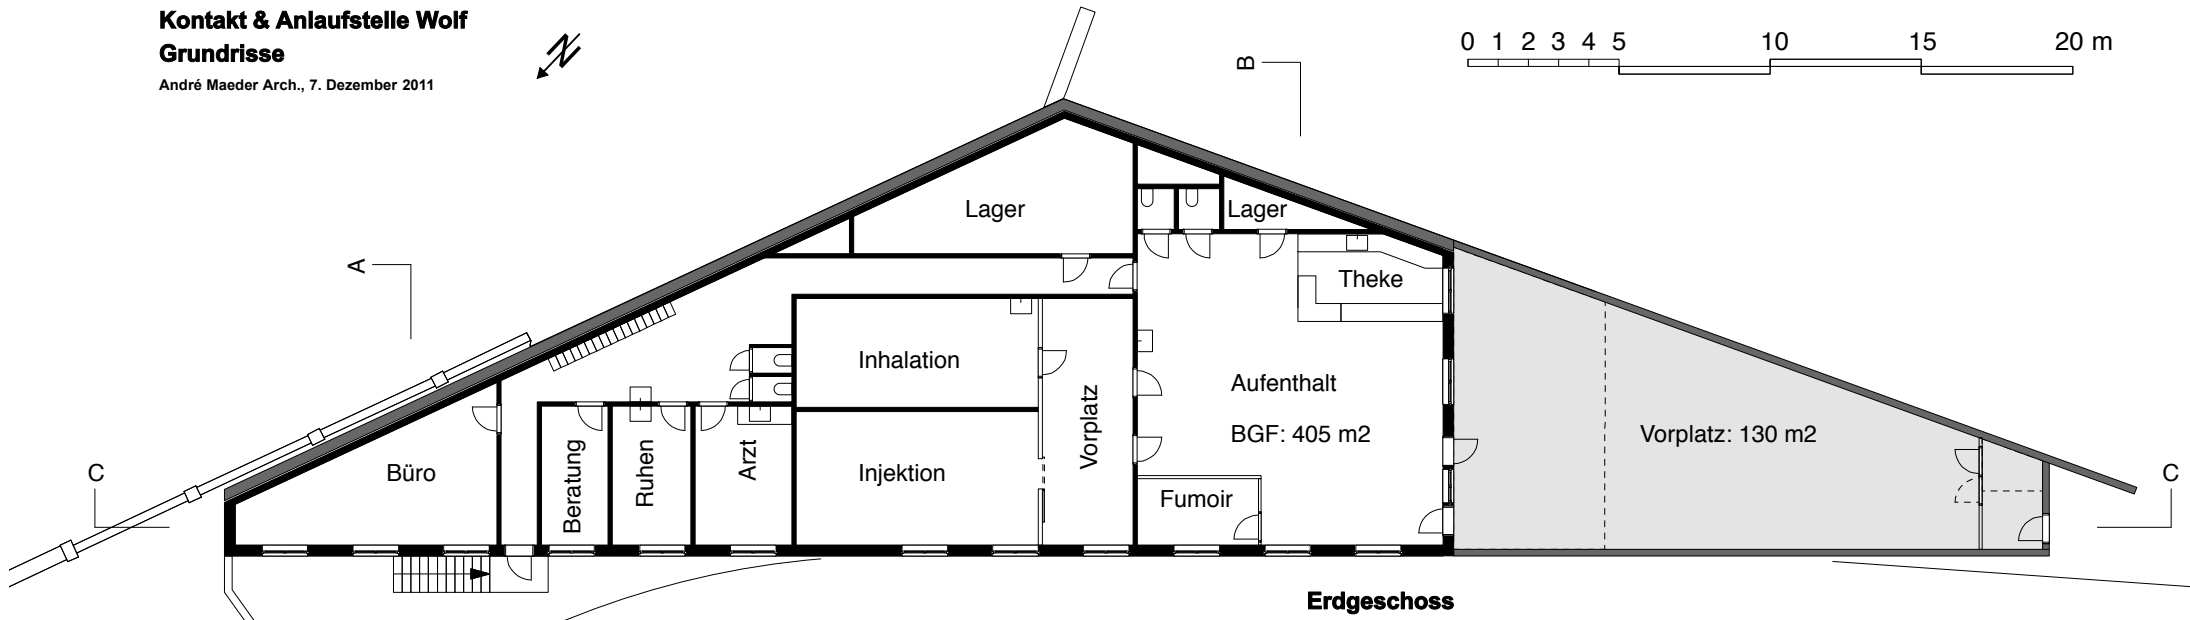 Kontakt & Anlaufstelle Wolf
Grundrisse
André Maeder Arch., 7. Dezember 2011
N
B
0 1 2 3 4 5 10 15 20 m
A
Lager
Lager
Theke
Inhalation
Aufenthalt
BGF: 405 m2
Vorplatz
Vorplatz: 130 m2
C
Büro
Beratung
Ruhen
Arzt
Injektion
Fumoir
C
Erdgeschoss